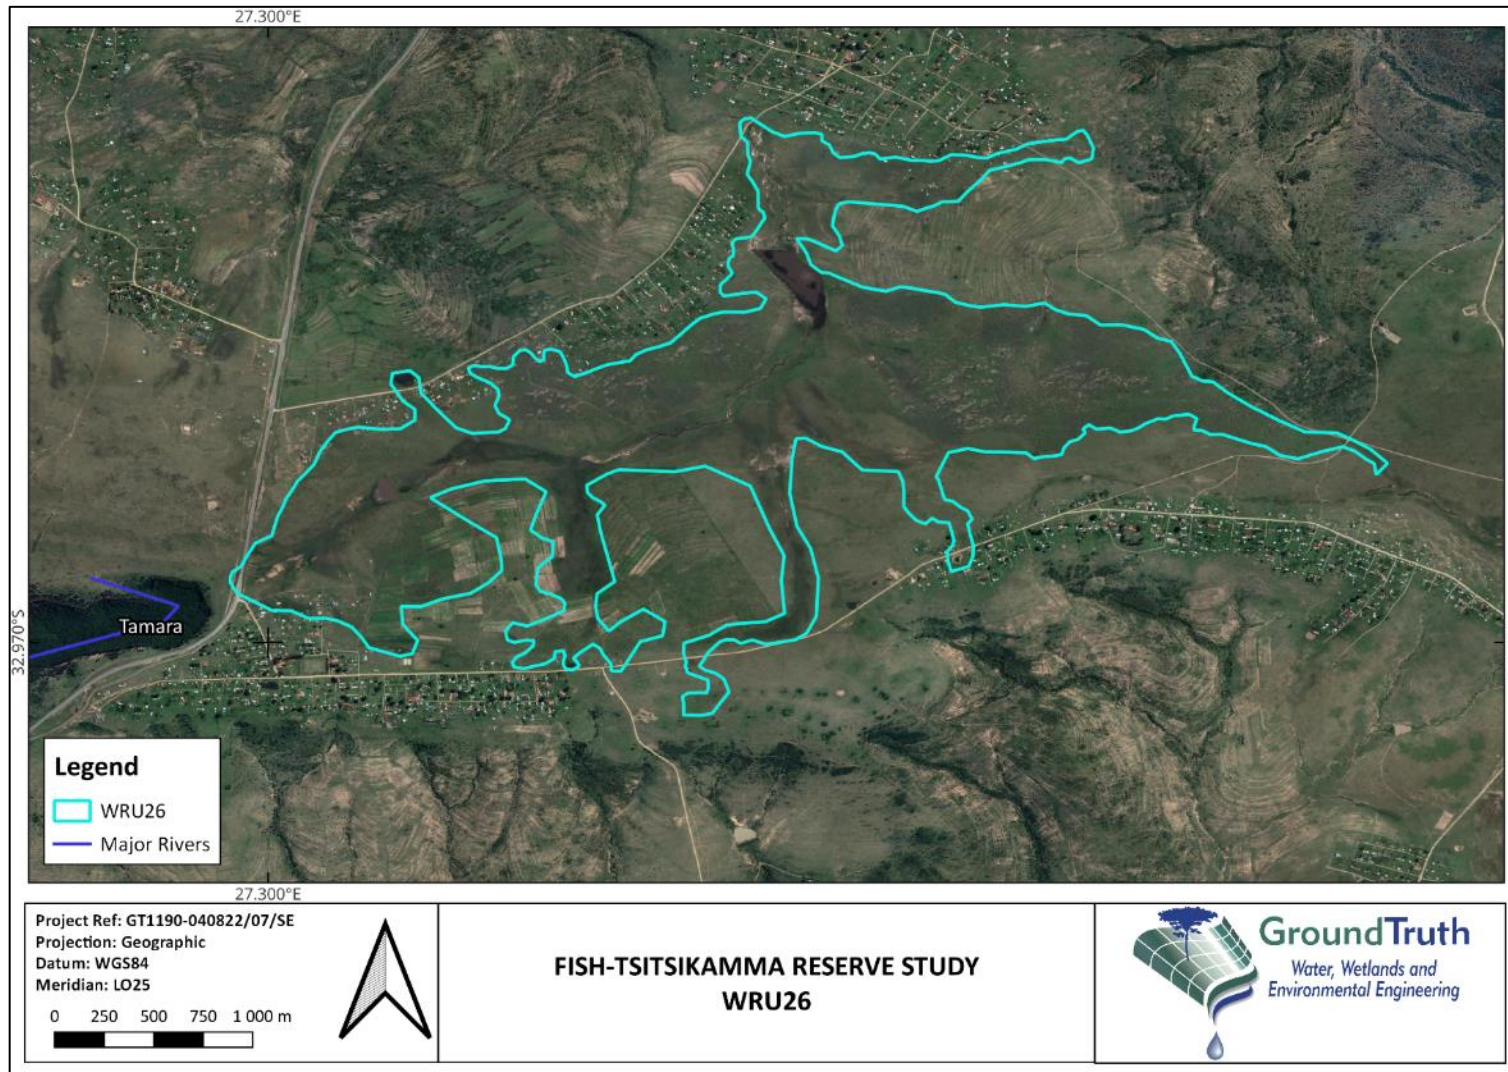 27.300°E
32.970°S
Tamara
Legend
WRU26
Major Rivers
27.300°E
Project Ref: GT1190-040822/07/SE
Projection: Geographic
Datum: WGS84
Meridian: LO25
0 250 500 750 1 000 m
FISH-TSITSIKAMMA RESERVE STUDY
WRU26
GroundTruth
Water, Wetlands and
Environmental Engineering